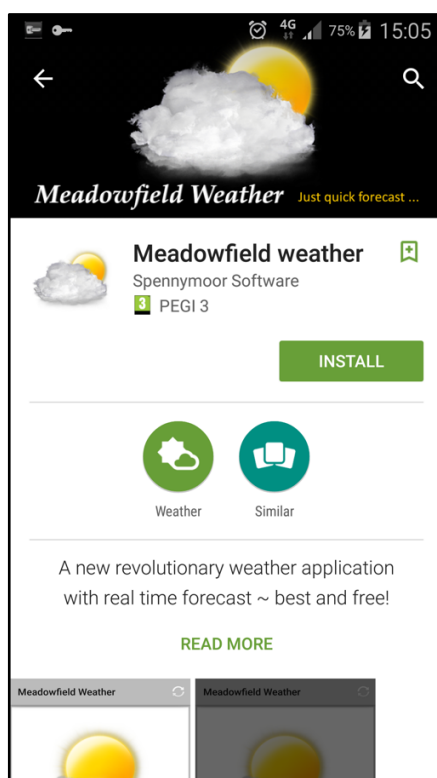 4G 75% 15:05
Meadowfield Weather Just quick forecast ...
Meadowfield weather
Spennymoor Software
3 PEGI 3
INSTALL
Weather Similar
A new revolutionary weather application
with real time forecast ~ best and free!
READ MORE
Meadowfield Weather Meadowfield Weather